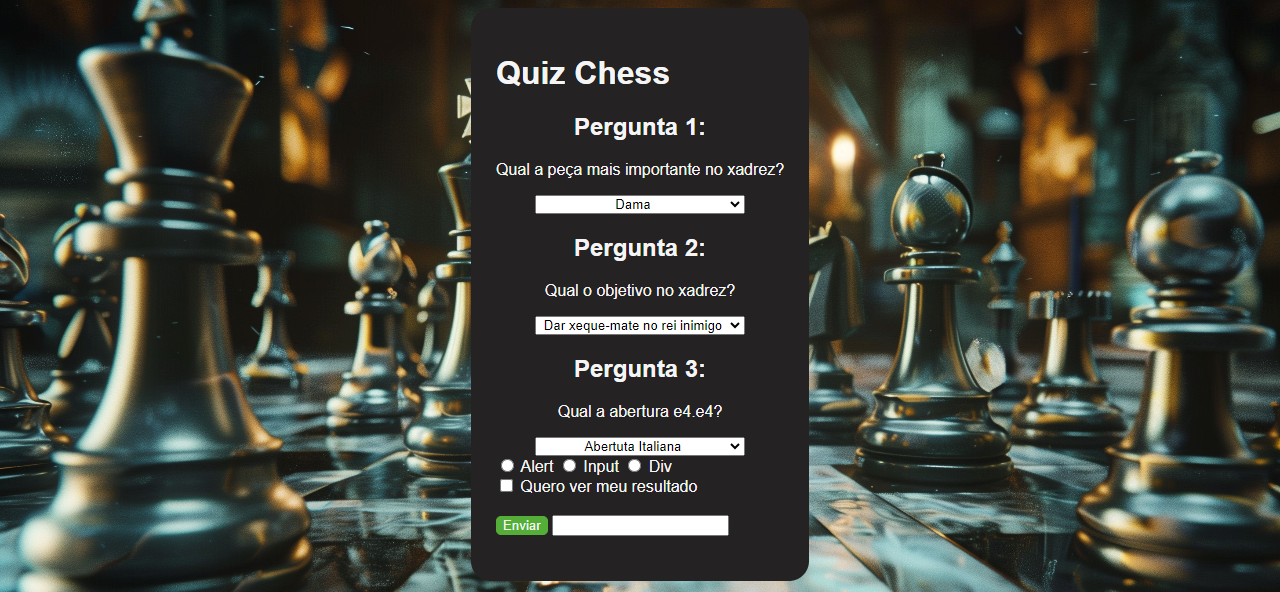 Quiz Chess
Pergunta 1:
Qual a peça mais importante no xadrez?
Dama
Pergunta 2:
Qual o objetivo no xadrez?
Dar xeque-mate no rei inimigo
Pergunta 3:
Qual a abertura e4.e4?
Abertuta Italiana
Alert Input Div
Quero ver meu resultado
Enviar